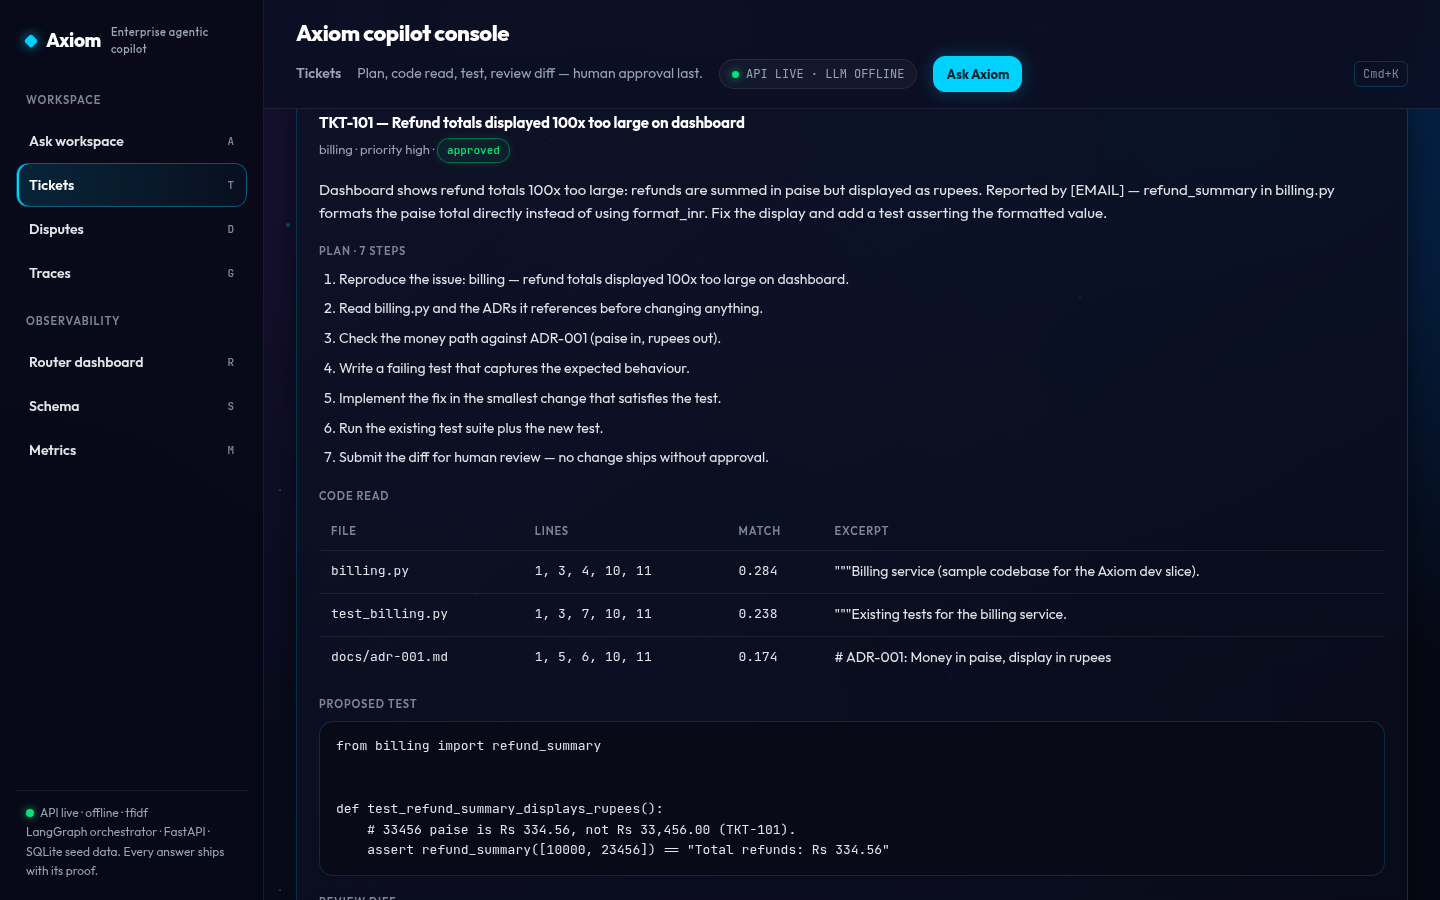 Axiom
Enterprise agentic
copilot
WORKSPACE
Ask workspace A
Tickets T
Disputes D
Traces G
OBSERVABILITY
Router dashboard R
Schema S
Metrics M
API live · offline · tfidf
LangGraph orchestrator · FastAPI ·
SQLite seed data. Every answer ships
with its proof.
Axiom copilot console
Tickets Plan, code read, test, review diff — human approval last. API LIVE · LLM OFFLINE Ask Axiom Cmd+K
TKT-101 — Refund totals displayed 100x too large on dashboard
billing · priority high · approved
Dashboard shows refund totals 100x too large: refunds are summed in paise but displayed as rupees. Reported by [EMAIL] — refund_summary in billing.py
formats the paise total directly instead of using format_inr. Fix the display and add a test asserting the formatted value.
PLAN · 7 STEPS
1. Reproduce the issue: billing — refund totals displayed 100x too large on dashboard.
2. Read billing.py and the ADRs it references before changing anything.
3. Check the money path against ADR-001 (paise in, rupees out).
4. Write a failing test that captures the expected behaviour.
5. Implement the fix in the smallest change that satisfies the test.
6. Run the existing test suite plus the new test.
7. Submit the diff for human review — no change ships without approval.
CODE READ
FILE LINES MATCH EXCERPT
billing.py 1, 3, 4, 10, 11 0.284 """Billing service (sample codebase for the Axiom dev slice).
test_billing.py 1, 3, 7, 10, 11 0.238 """Existing tests for the billing service.
docs/adr-001.md 1, 5, 6, 10, 11 0.174 # ADR-001: Money in paise, display in rupees
PROPOSED TEST
from billing import refund_summary
def test_refund_summary_displays_rupees():
# 33456 paise is Rs 334.56, not Rs 33,456.00 (TKT-101).
assert refund_summary([10000, 23456]) == "Total refunds: Rs 334.56"
REVIEW DIFF